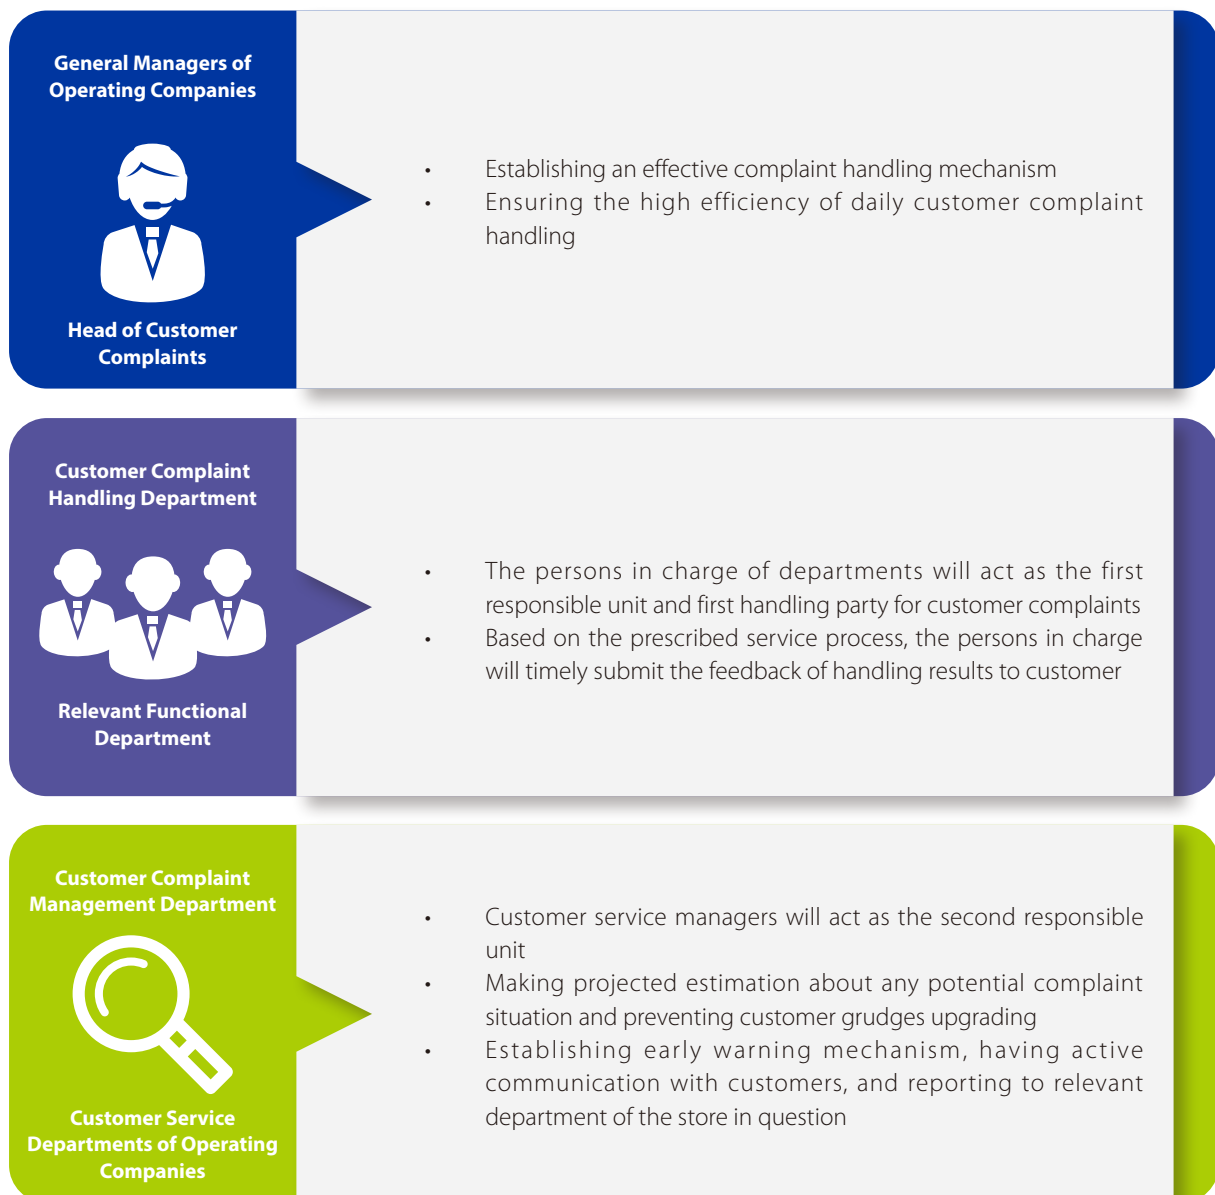 General Managers of
Operating Companies
Head of Customer
Complaints
• Establishing an effective complaint handling mechanism
• Ensuring the high efficiency of daily customer complaint
handling
Customer Complaint
Handling Department
Relevant Functional
Department
• The persons in charge of departments will act as the first
responsible unit and first handling party for customer complaints
• Based on the prescribed service process, the persons in charge
will timely submit the feedback of handling results to customer
Customer Complaint
Management Department
Customer Service
Departments of Operating
Companies
• Customer service managers will act as the second responsible
unit
• Making projected estimation about any potential complaint
situation and preventing customer grudges upgrading
• Establishing early warning mechanism, having active
communication with customers, and reporting to relevant
department of the store in question